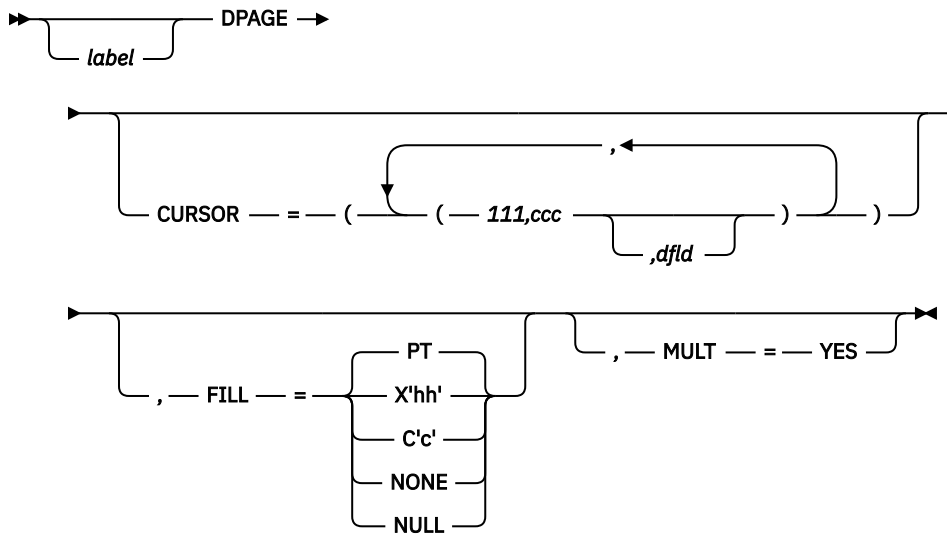 DPAGE
label
,
CURSOR = ( ( 111,ccc ) )
,dfld
PT
, MULT = YES
, FILL = X'hh'
C'c'
NONE
NULL